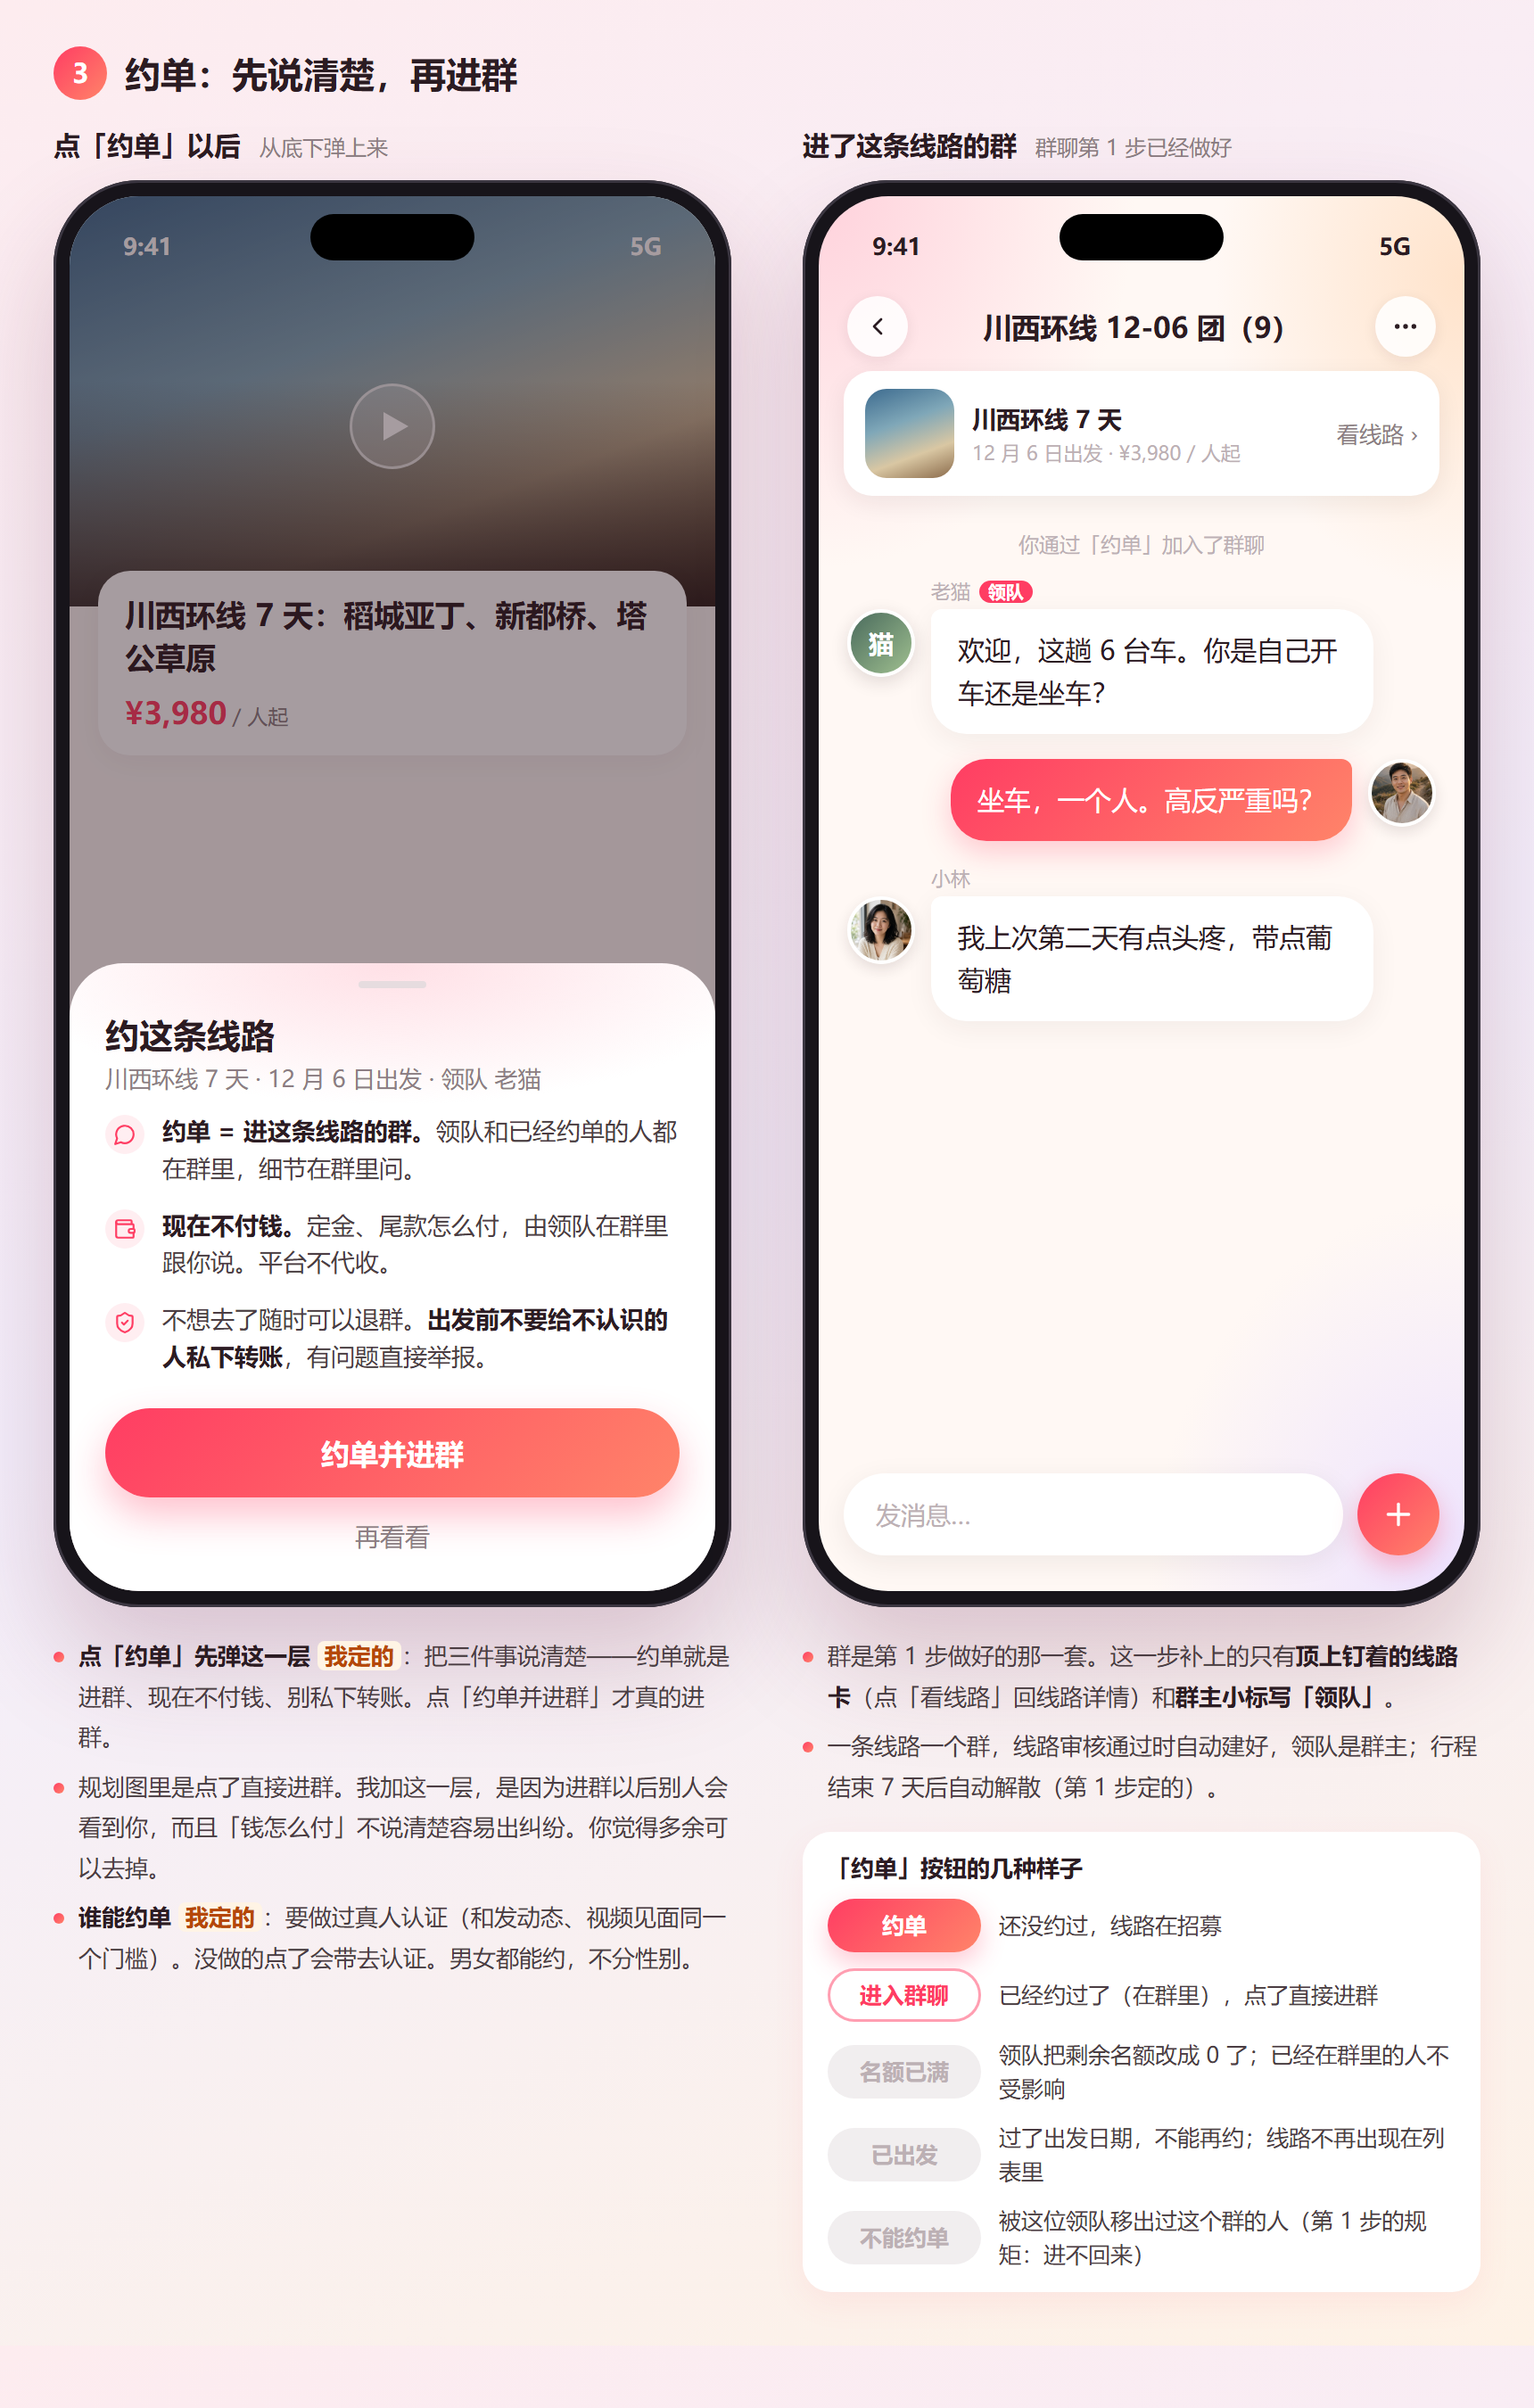 3 约单：先说清楚，再进群
点「约单」以后 从底下弹上来
9:41 5G
川西环线 7 天：稻城亚丁、新都桥、塔
公草原
¥3,980 / 人起
约这条线路
川西环线 7 天 · 12 月 6 日出发 · 领队 老猫
约单 = 进这条线路的群。领队和已经约单的人都
在群里，细节在群里问。
现在不付钱。定金、尾款怎么付，由领队在群里
跟你说。平台不代收。
不想去了随时可以退群。出发前不要给不认识的
人私下转账，有问题直接举报。
约单并进群
再看看
点「约单」先弹这一层 我定的：把三件事说清楚——约单就是
进群、现在不付钱、别私下转账。点「约单并进群」才真的进
群。
规划图里是点了直接进群。我加这一层，是因为进群以后别人会
看到你，而且「钱怎么付」不说清楚容易出纠纷。你觉得多余可
以去掉。
谁能约单 我定的：要做过真人认证（和发动态、视频见面同一
个门槛）。没做的点了会带去认证。男女都能约，不分性别。
进了这条线路的群 群聊第 1 步已经做好
9:41 5G
川西环线 12-06 团（9）
川西环线 7 天
12 月 6 日出发 · ¥3,980 / 人起
看线路 ›
你通过「约单」加入了群聊
老猫 领队
猫
欢迎，这趟 6 台车。你是自己开
车还是坐车？
坐车，一个人。高反严重吗？
小林
我上次第二天有点头疼，带点葡
萄糖
发消息...
群是第 1 步做好的那一套。这一步补上的只有顶上钉着的线路
卡（点「看线路」回线路详情）和群主小标写「领队」。
一条线路一个群，线路审核通过时自动建好，领队是群主；行程
结束 7 天后自动解散（第 1 步定的）。
「约单」按钮的几种样子
约单 还没约过，线路在招募
进入群聊 已经约过了（在群里），点了直接进群
名额已满 领队把剩余名额改成 0 了；已经在群里的人不
受影响
已出发 过了出发日期，不能再约；线路不再出现在列
表里
不能约单 被这位领队移出过这个群的人（第 1 步的规
矩：进不回来）